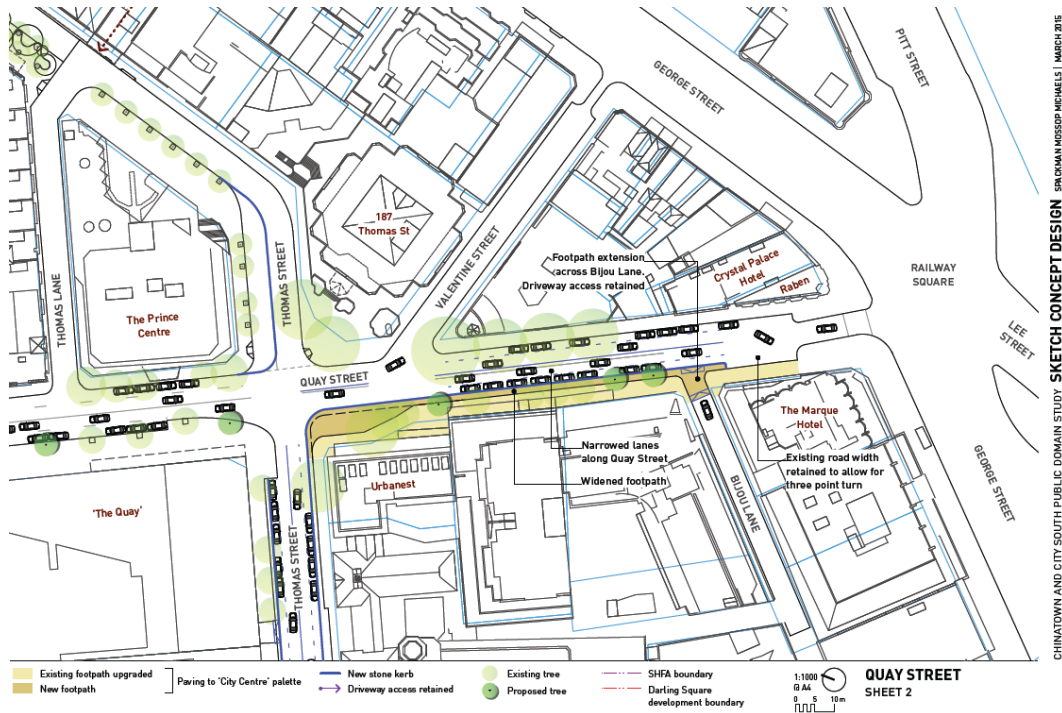 PITT STREET
GEORGE STREET
187
Thomas St
VALENTINE STREET
Footpath extension
(across Bijou Lane.
Driveway access retained
Crystal Palace
Hotel
Raben
RAILWAY
SQUARE
LEE
STREET
THOMAS LANE
The Prince
Centre
THOMAS STREET
QUAY STREET
The Marque
Hotel
Narrowed lanes
along Quay Street
Existing road width
retained to allow for
three point turn
Widened footpath
GEORGE STREET
'The Quay'
Urbanest
THOMAS STREET
BIJOU LANE
CHINATOWN AND CITY SOUTH PUBLIC DOMAIN STUDY SKETCH CONCEPT DESIGN SPACKMAN MOSSOP MICHAELS | MARCH 2015
Existing footpath upgraded
New footpath
Paving to 'City Centre' palette
New stone kerb
Driveway access retained
Existing tree
Proposed tree
SHFA boundary
Darling Square
development boundary
1:1000
@ A4
0 5 10m
QUAY STREET
SHEET 2